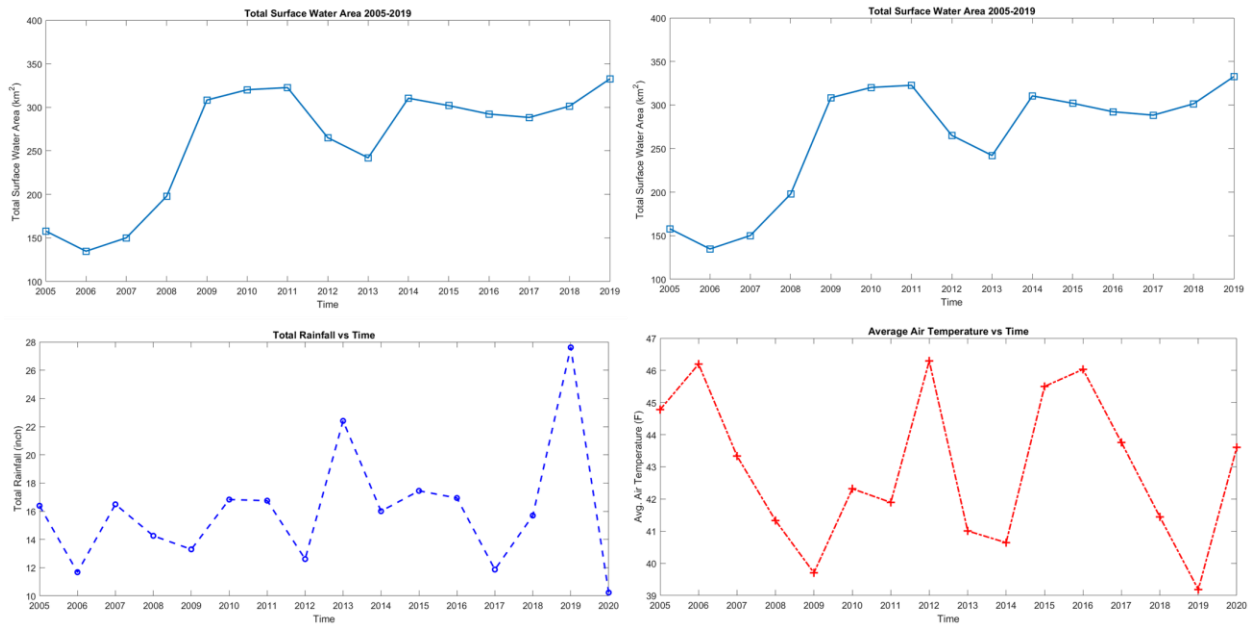 Total Surface Water Area 2005-2019
400
350
300
250
200
150
100
Total Surface Water Area (km²)
2005 2006 2007 2008 2009 2010 2011 2012 2013 2014 2015 2016 2017 2018 2019
Time
Total Surface Water Area 2005-2019
400
350
300
250
200
150
100
Total Surface Water Area (km²)
2005 2006 2007 2008 2009 2010 2011 2012 2013 2014 2015 2016 2017 2018 2019
Time
Total Rainfall vs Time
28
26
24
22
20
18
16
14
12
10
Total Rainfall (inch)
2005 2006 2007 2008 2009 2010 2011 2012 2013 2014 2015 2016 2017 2018 2019 2020
Time
Average Air Temperature vs Time
47
46
45
44
43
42
41
40
39
Avg. Air Temperature (F)
2005 2006 2007 2008 2009 2010 2011 2012 2013 2014 2015 2016 2017 2018 2019 2020
Time